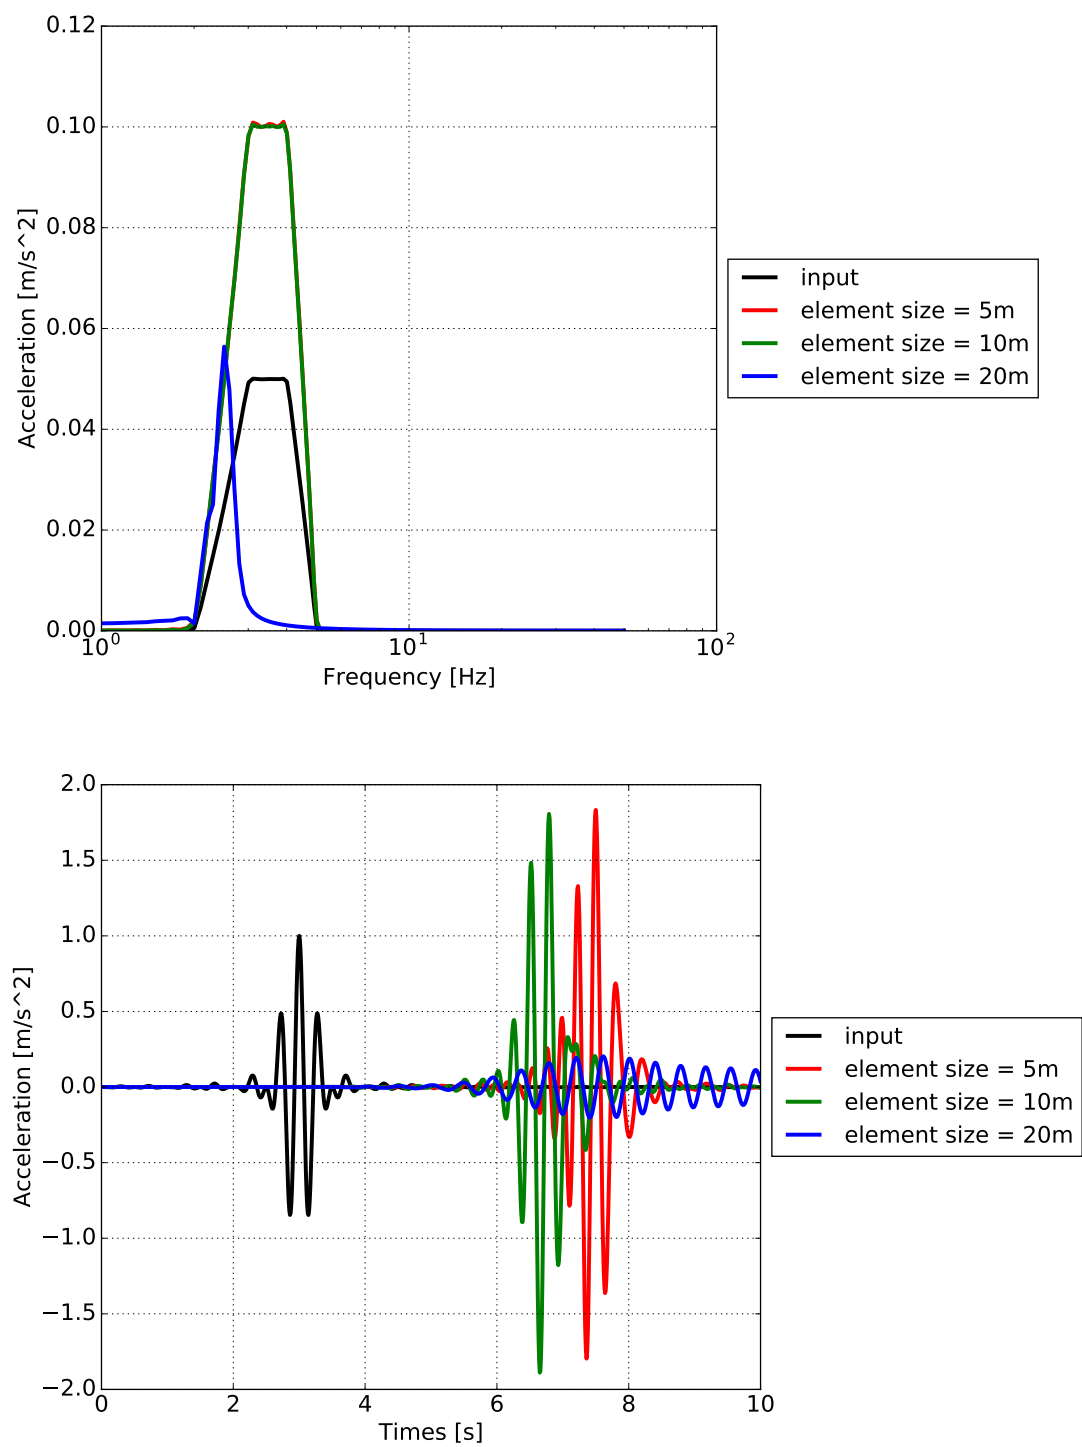 0.12
0.10
0.08
0.06
0.04
0.02
0.00
Acceleration [m/s^2]
10^0
10^1
10^2
Frequency [Hz]
input
element size = 5m
element size = 10m
element size = 20m
2.0
1.5
1.0
0.5
0.0
−0.5
−1.0
−1.5
−2.0
Acceleration [m/s^2]
0
2
4
6
8
10
Times [s]
input
element size = 5m
element size = 10m
element size = 20m